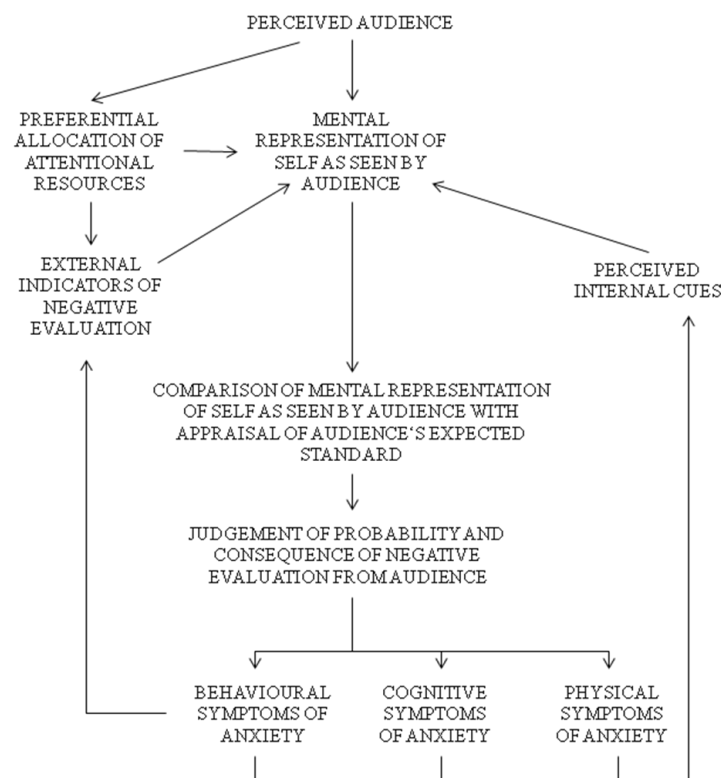 PERCEIVED AUDIENCE
PREFERENTIAL
ALLOCATION OF
ATTENTIONAL
RESOURCES
MENTAL
REPRESENTATION OF
SELF AS SEEN BY
AUDIENCE
EXTERNAL
INDICATORS OF
NEGATIVE
EVALUATION
PERCEIVED
INTERNAL CUES
COMPARISON OF MENTAL REPRESENTATION
OF SELF AS SEEN BY AUDIENCE WITH
APPRAISAL OF AUDIENCE‘S EXPECTED
STANDARD
JUDGEMENT OF PROBABILITY AND
CONSEQUENCE OF NEGATIVE
EVALUATION FROM AUDIENCE
BEHAVIOURAL
SYMPTOMS OF
ANXIETY
COGNITIVE
SYMPTOMS
OF ANXIETY
PHYSICAL
SYMPTOMS
OF ANXIETY